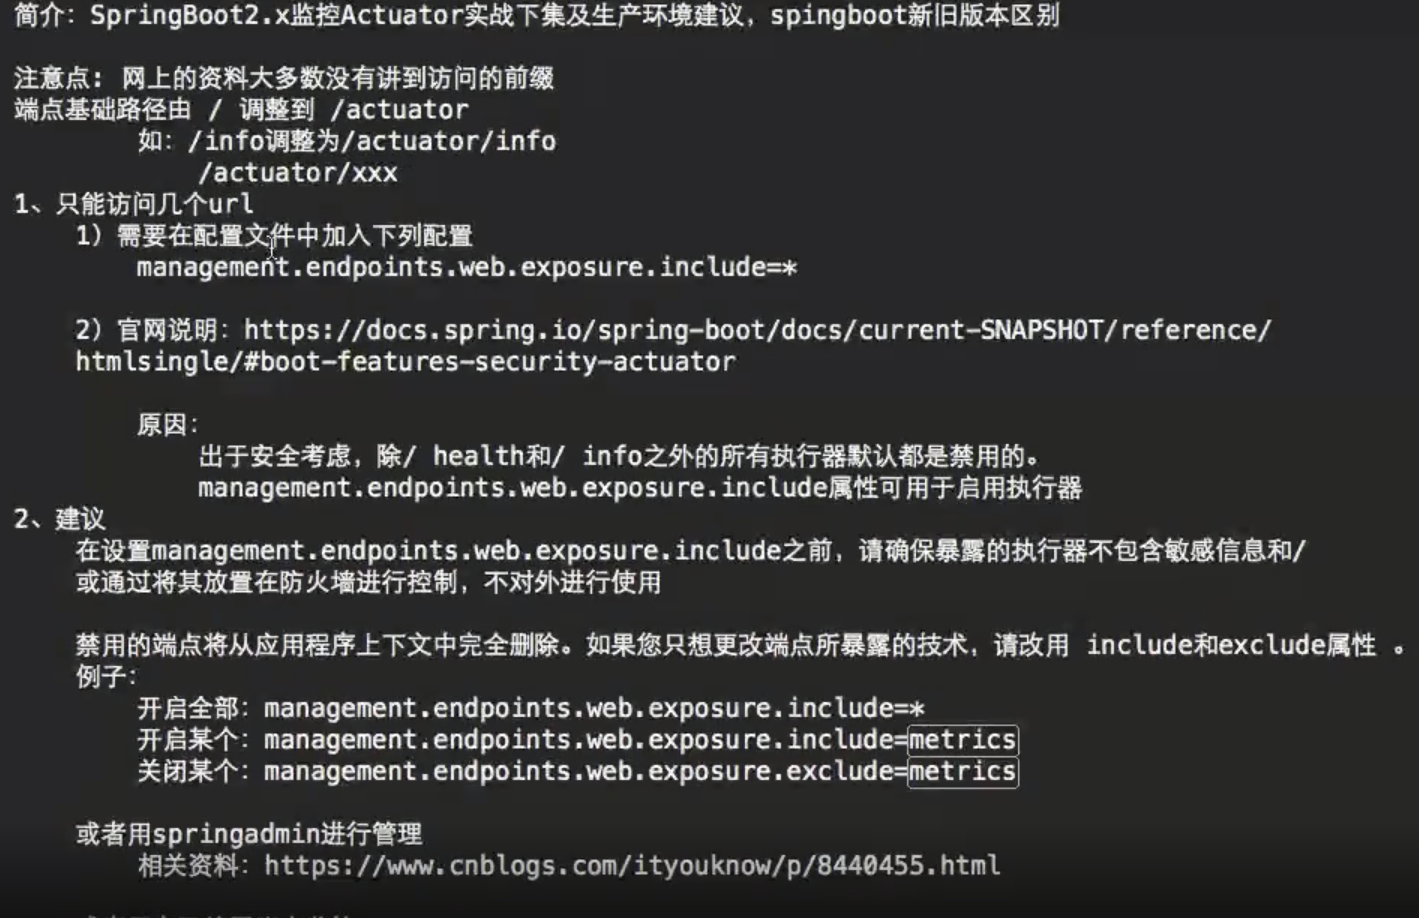 简介：SpringBoot2.x监控Actuator实战下集及生产环境建议，spingboot新旧版本区别
注意点： 网上的资料大多数没有讲到访问的前缀
端点基础路径由 / 调整到 /actuator
如：/info调整为/actuator/info
/actuator/xxx
1、只能访问几个url
1）需要在配置文件中加入下列配置
management.endpoints.web.exposure.include=*
2）官网说明：https://docs.spring.io/spring-boot/docs/current-SNAPSHOT/reference/
htmlsingle/#boot-features-security-actuator
原因：
出于安全考虑，除/ health和/ info之外的所有执行器默认都是禁用的。
management.endpoints.web.exposure.include属性可用于启用执行器
2、建议
在设置management.endpoints.web.exposure.include之前，请确保暴露的执行器不包含敏感信息和/
或通过将其放置在防火墙进行控制，不对外进行使用
禁用的端点将从应用程序上下文中完全删除。如果您只想更改端点所暴露的技术，请改用 include和exclude属性 。
例子：
开启全部：management.endpoints.web.exposure.include=*
开启某个：management.endpoints.web.exposure.include=metrics
关闭某个：management.endpoints.web.exposure.exclude=metrics
或者用springadmin进行管理
相关资料：https://www.cnblogs.com/ityouknow/p/8440455.html